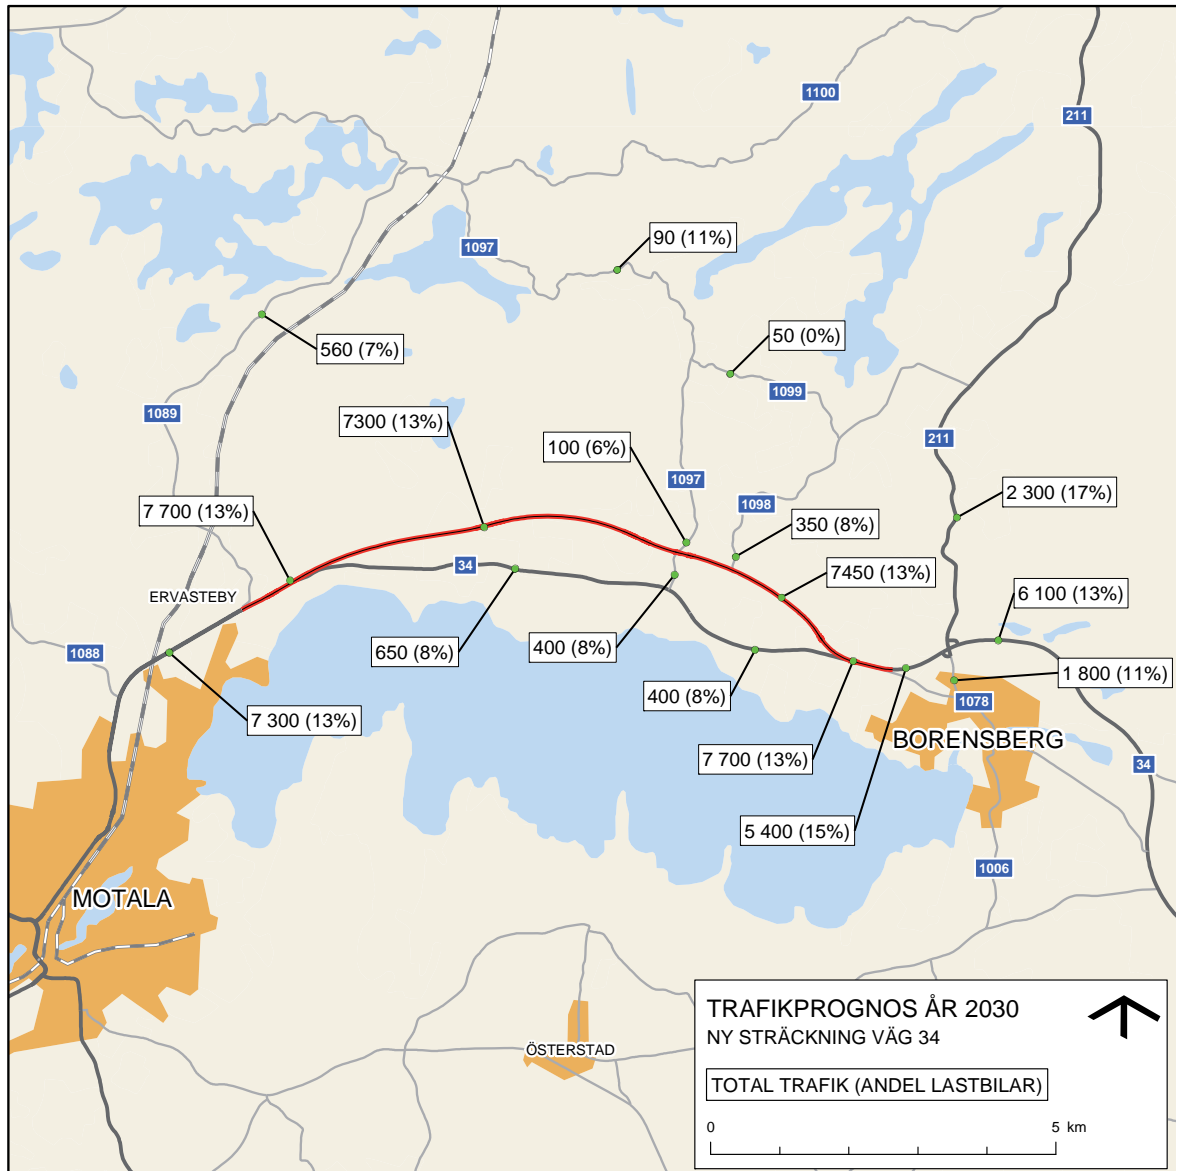 1100
211
90 (11%)
1097
50 (0%)
560 (7%)
1099
1089
7300 (13%)
211
100 (6%)
1097
2 300 (17%)
1098
7 700 (13%)
350 (8%)
34
7450 (13%)
ERVASTEBY
6 100 (13%)
1088
650 (8%)
400 (8%)
1 800 (11%)
400 (8%)
1078
7 300 (13%)
BORENSBERG
7 700 (13%)
34
5 400 (15%)
1006
MOTALA
ÖSTERSTAD
TRAFIKPROGNOS ÅR 2030
NY STRÄCKNING VÄG 34
TOTAL TRAFIK (ANDEL LASTBILAR)
0 5 km